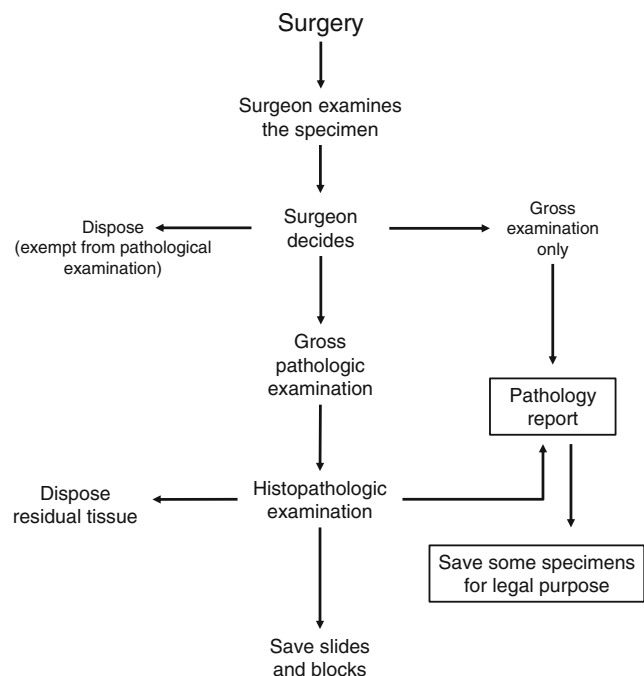 Surgery
Surgeon examines
the specimen
Surgeon
decides
Dispose
(exempt from pathological
examination)
Gross
examination
only
Gross
pathologic
examination
Pathology
report
Histopathologic
examination
Dispose
residual tissue
Save some specimens
for legal purpose
Save slides
and blocks